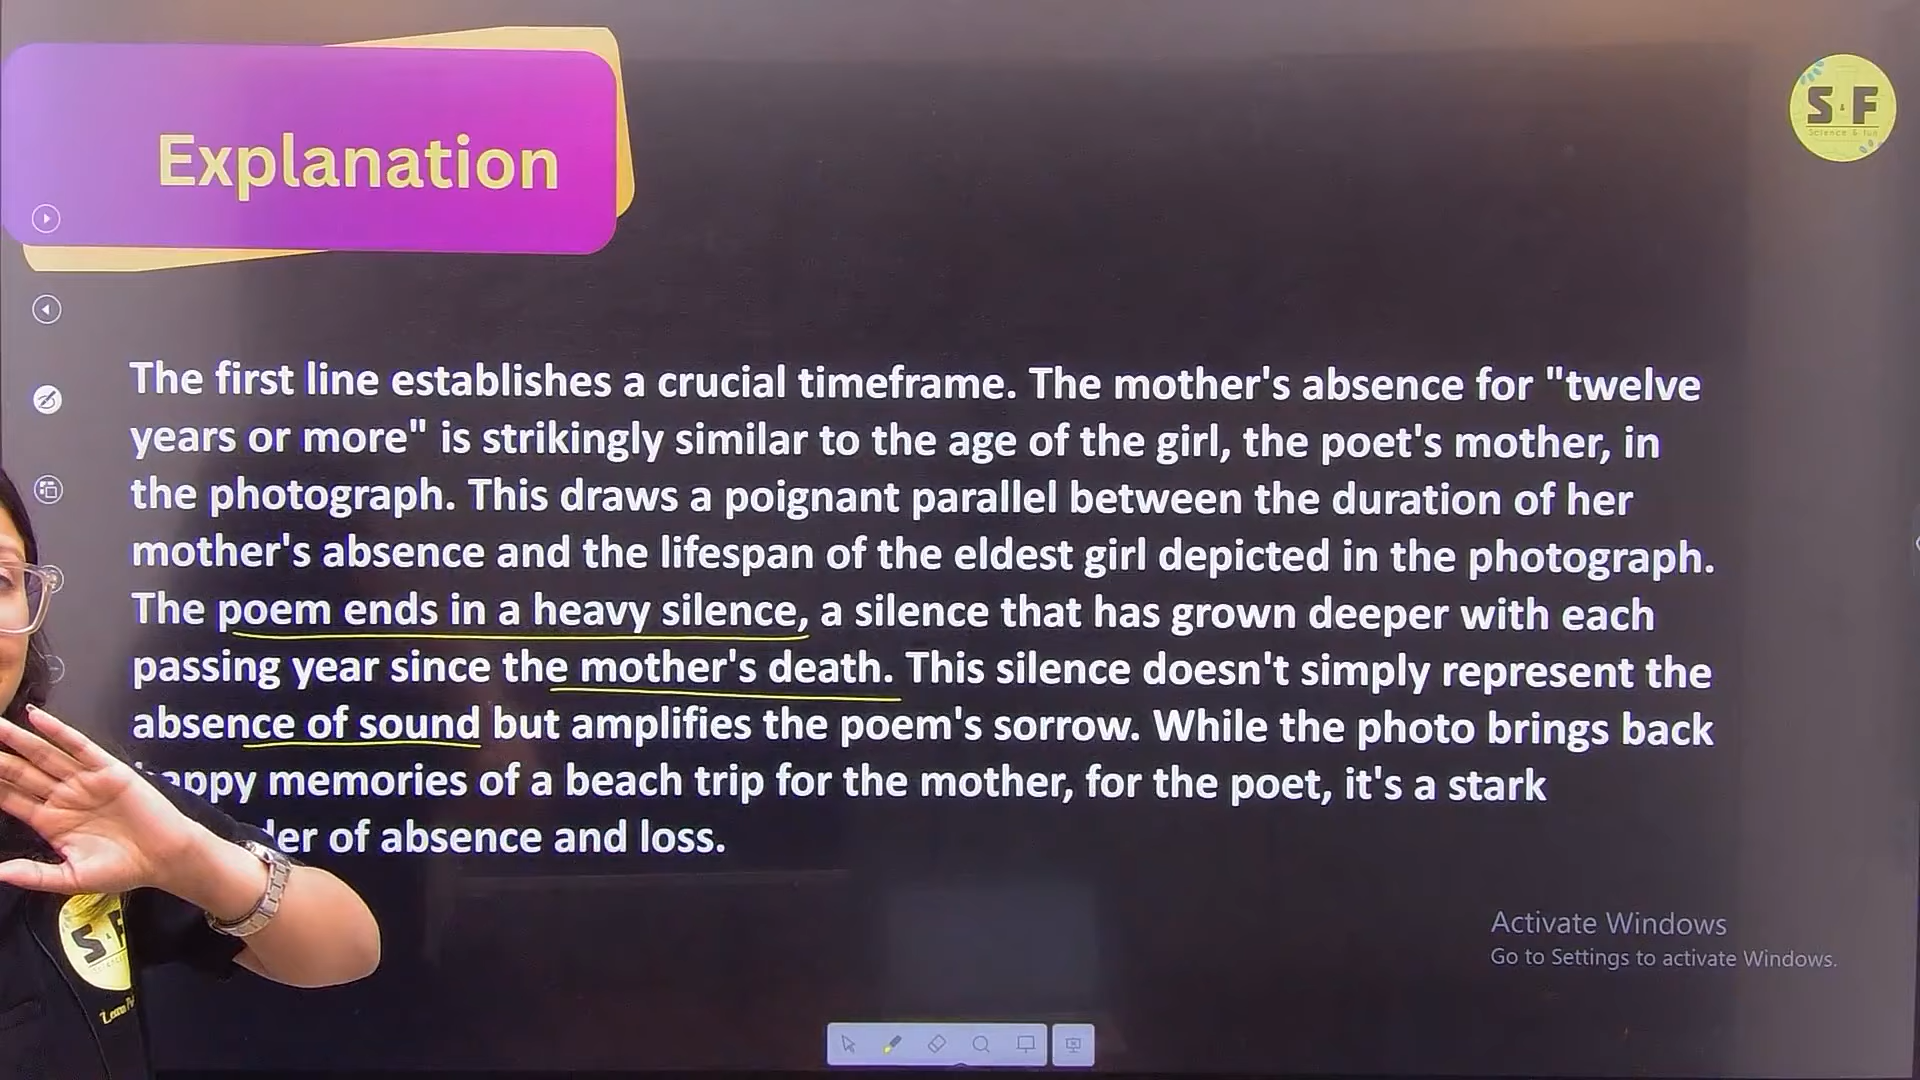 Explanation
S&F
Science & fun
The first line establishes a crucial timeframe. The mother's absence for "twelve
years or more" is strikingly similar to the age of the girl, the poet's mother, in
the photograph. This draws a poignant parallel between the duration of her
mother's absence and the lifespan of the eldest girl depicted in the photograph.
The poem ends in a heavy silence, a silence that has grown deeper with each
passing year since the mother's death. This silence doesn't simply represent the
absence of sound but amplifies the poem's sorrow. While the photo brings back
happy memories of a beach trip for the mother, for the poet, it's a stark
of absence and loss.
S&F
Activate Windows
Go to Settings to activate Windows.